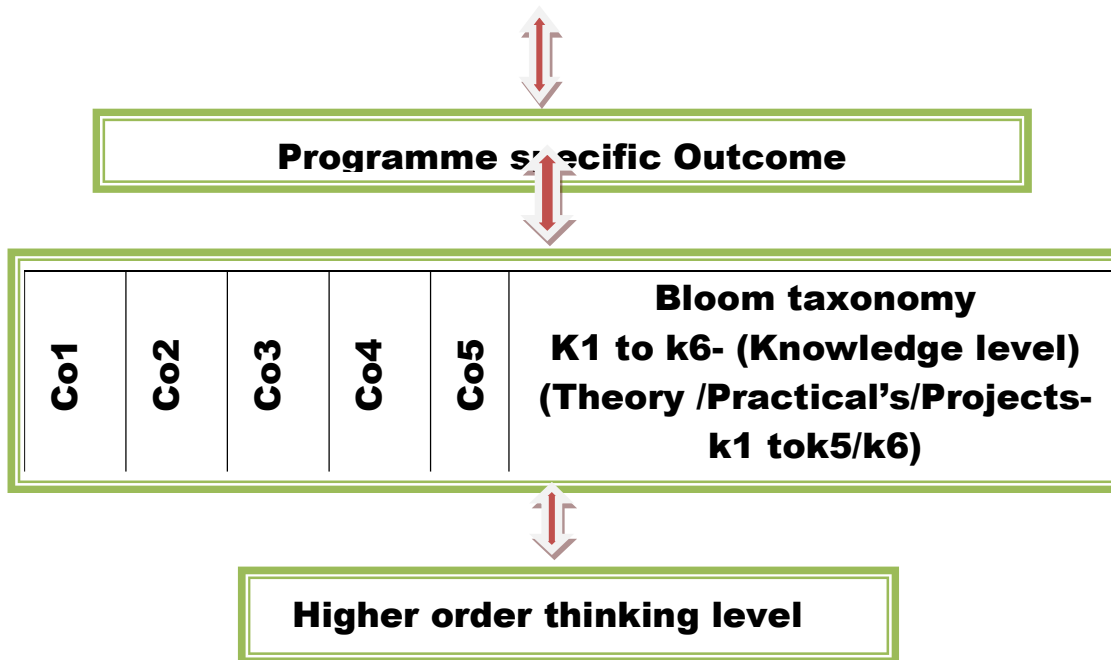 Programme specific Outcome
Co1
Co2
Co3
Co4
Co5
Bloom taxonomy
K1 to k6- (Knowledge level)
(Theory /Practical’s/Projects-
k1 tok5/k6)
Higher order thinking level